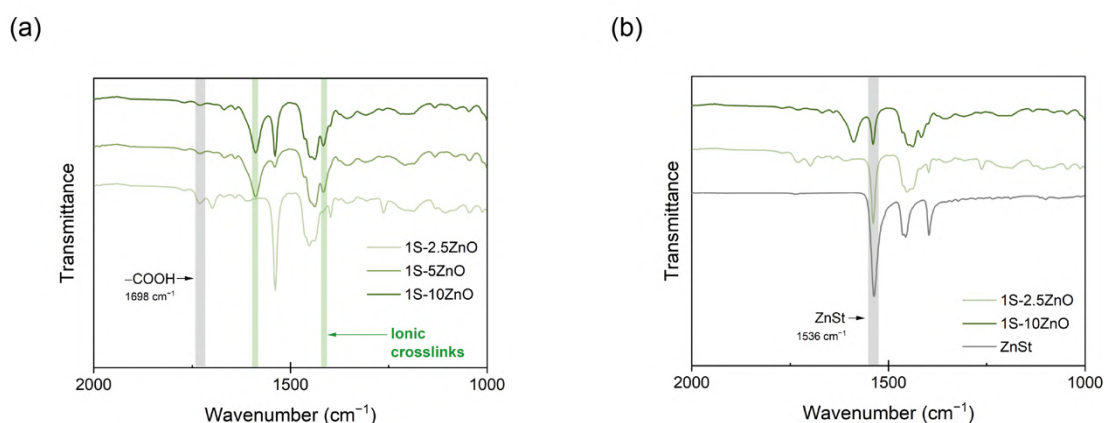 (a)
Transmittance
–COOH
1698 cm⁻¹
1S-2.5ZnO
1S-5ZnO
1S-10ZnO
Ionic
crosslinks
2000
1500
1000
Wavenumber (cm⁻¹)
(b)
Transmittance
ZnSt
1536 cm⁻¹
1S-2.5ZnO
1S-10ZnO
ZnSt
2000
1500
1000
Wavenumber (cm⁻¹)